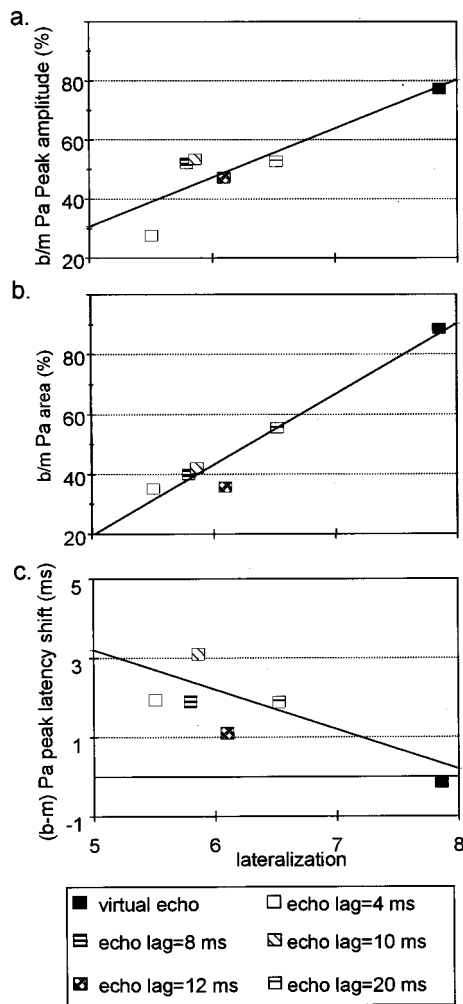 a.
b/m Pa Peak amplitude (%)
80
60
40
20
b.
b/m Pa area (%)
80
60
40
20
c.
(b-m) Pa peak latency shift (ms)
5
3
1
-1
5 6 7 8
lateralization
virtual echo
echo lag=4 ms
echo lag=8 ms
echo lag=10 ms
echo lag=12 ms
echo lag=20 ms